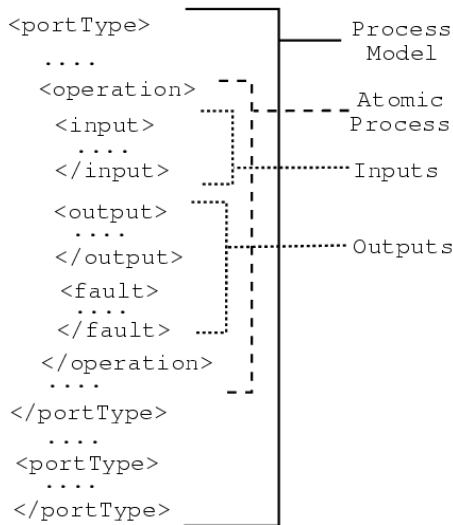 <portType>
....
<operation>
<input>
....
</input>
<output>
....
</output>
<fault>
....
</fault>
</operation>
....
</portType>
....
<portType>
....
</portType>
Process
Model
Atomic
Process
Inputs
Outputs